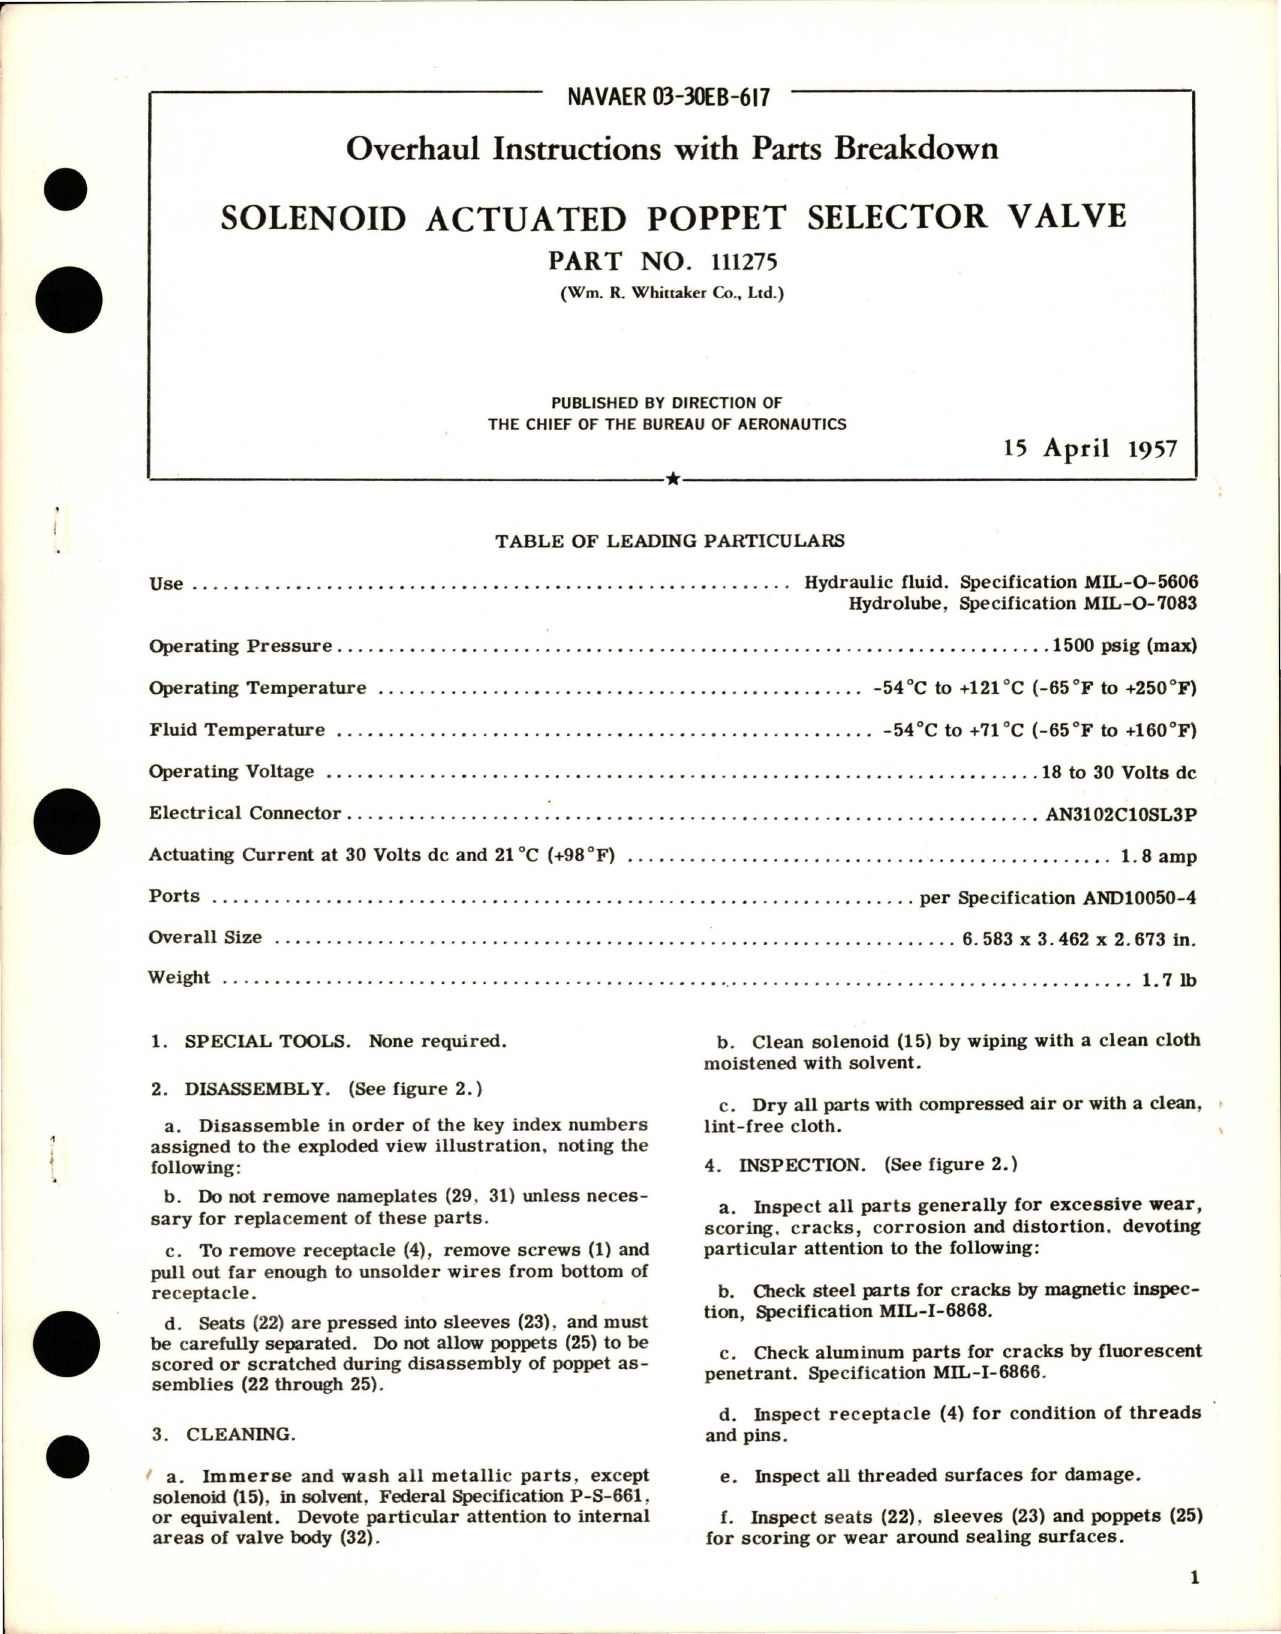 NAVAER 03-30EB-617
Overhaul Instructions with Parts Breakdown
SOLENOID ACTUATED POPPET SELECTOR VALVE
PART NO. 111275
(Wm. R. Whittaker Co., Ltd.)
PUBLISHED BY DIRECTION OF
THE CHIEF OF THE BUREAU OF AERONAUTICS
15 April 1957
TABLE OF LEADING PARTICULARS
Use ........ Hydraulic fluid. Specification MIL-O-5606
Hydrolube, Specification MIL-O-7083
Operating Pressure ........ 1500 psig (max)
Operating Temperature ........ -54°C to +121°C (-65°F to +250°F)
Fluid Temperature ........ -54°C to +71°C (-65°F to +160°F)
Operating Voltage ........ 18 to 30 Volts dc
Electrical Connector ........ AN3102C10SL3P
Actuating Current at 30 Volts dc and 21°C (+98°F) ........ 1.8 amp
Ports ........ per Specification AND10050-4
Overall Size ........ 6.583 x 3.462 x 2.673 in.
Weight ........ 1.7 lb
1. SPECIAL TOOLS. None required.
2. DISASSEMBLY. (See figure 2.)
a. Disassemble in order of the key index numbers
assigned to the exploded view illustration, noting the
following:
b. Do not remove nameplates (29, 31) unless neces-
sary for replacement of these parts.
c. To remove receptacle (4), remove screws (1) and
pull out far enough to unsolder wires from bottom of
receptacle.
d. Seats (22) are pressed into sleeves (23), and must
be carefully separated. Do not allow poppets (25) to be
scored or scratched during disassembly of poppet as-
semblies (22 through 25).
3. CLEANING.
a. Immerse and wash all metallic parts, except
solenoid (15), in solvent, Federal Specification P-S-661,
or equivalent. Devote particular attention to internal
areas of valve body (32).
b. Clean solenoid (15) by wiping with a clean cloth
moistened with solvent.
c. Dry all parts with compressed air or with a clean,
lint-free cloth.
4. INSPECTION. (See figure 2.)
a. Inspect all parts generally for excessive wear,
scoring, cracks, corrosion and distortion. devoting
particular attention to the following:
b. Check steel parts for cracks by magnetic inspec-
tion, Specification MIL-I-6868.
c. Check aluminum parts for cracks by fluorescent
penetrant. Specification MIL-I-6866.
d. Inspect receptacle (4) for condition of threads
and pins.
e. Inspect all threaded surfaces for damage.
f. Inspect seats (22), sleeves (23) and poppets (25)
for scoring or wear around sealing surfaces.
1